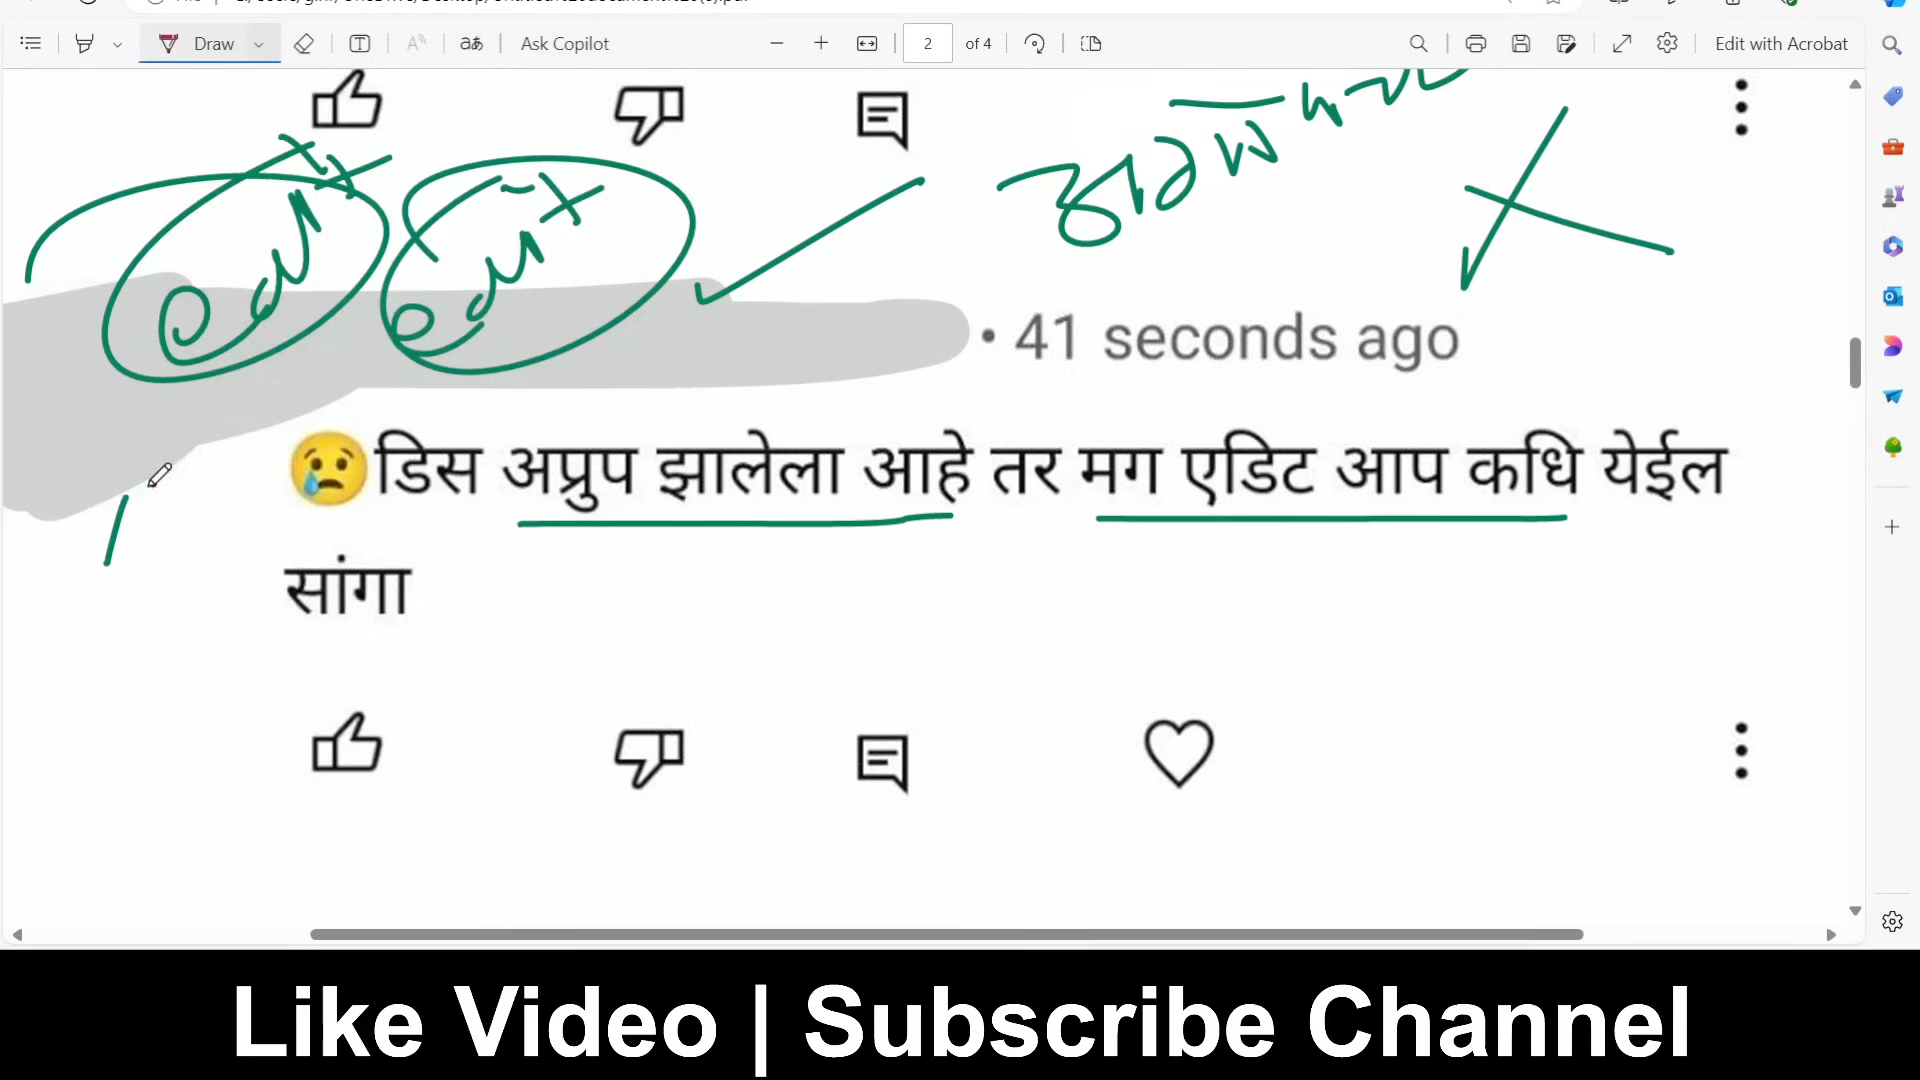 Draw
Ask Copilot
2 of 4
Edit with Acrobat
• 41 seconds ago
😢डिस अप्रुप झालेला आहे तर मग एडिट आप कधि येईल
सांगा
Like Video | Subscribe Channel